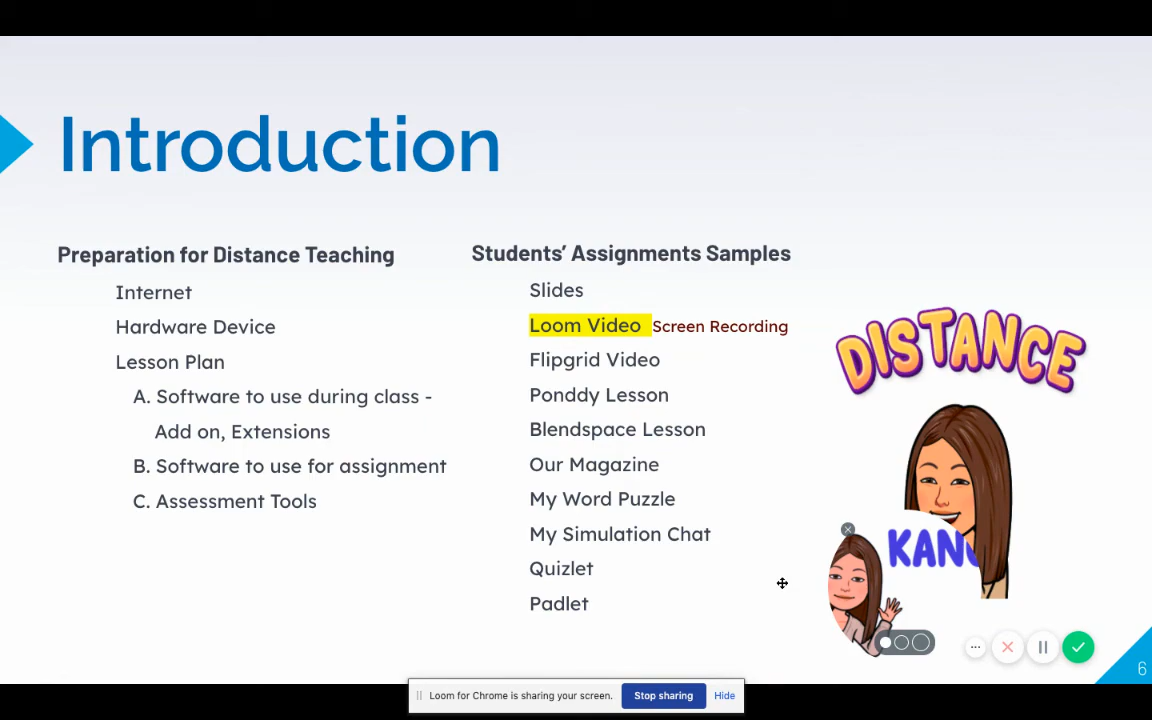 Introduction
Preparation for Distance Teaching
Internet
Hardware Device
Lesson Plan
A. Software to use during class -
Add on, Extensions
B. Software to use for assignment
C. Assessment Tools
Students’ Assignments Samples
Slides
Loom Video Screen Recording
Flipgrid Video
Ponddy Lesson
Blendspace Lesson
Our Magazine
My Word Puzzle
My Simulation Chat
Quizlet
Padlet
DISTANCE
KANG
6
Loom for Chrome is sharing your screen. Stop sharing Hide